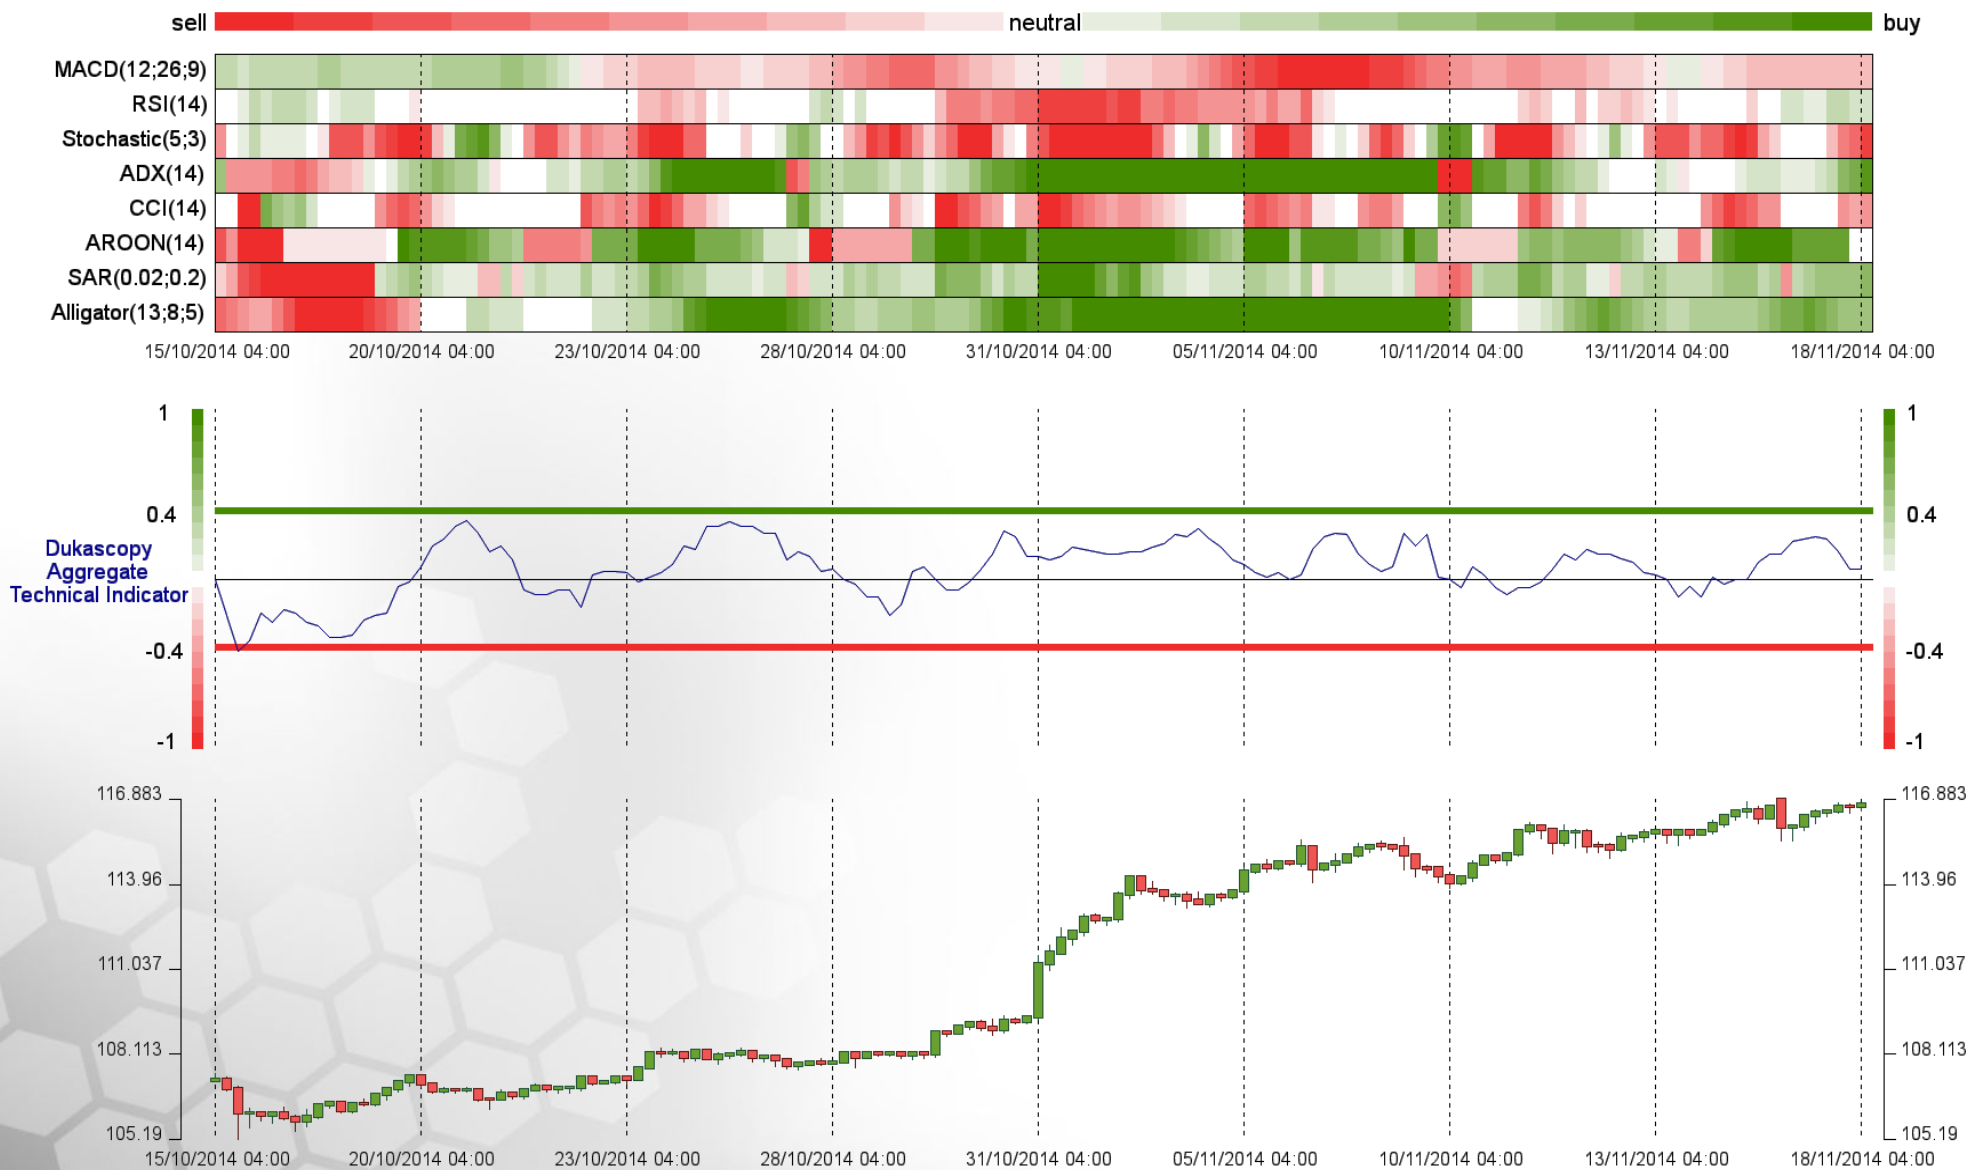 sell neutral buy
MACD(12;26;9)
RSI(14)
Stochastic(5;3)
ADX(14)
CCI(14)
AROON(14)
SAR(0.02;0.2)
Alligator(13;8;5)
15/10/2014 04:00 20/10/2014 04:00 23/10/2014 04:00 28/10/2014 04:00 31/10/2014 04:00 05/11/2014 04:00 10/11/2014 04:00 13/11/2014 04:00 18/11/2014 04:00
1 1
0.4 0.4
Dukascopy
Aggregate
Technical Indicator
-0.4 -0.4
-1 -1
116.883 116.883
113.96 113.96
111.037 111.037
108.113 108.113
105.19 105.19
15/10/2014 04:00 20/10/2014 04:00 23/10/2014 04:00 28/10/2014 04:00 31/10/2014 04:00 05/11/2014 04:00 10/11/2014 04:00 13/11/2014 04:00 18/11/2014 04:00